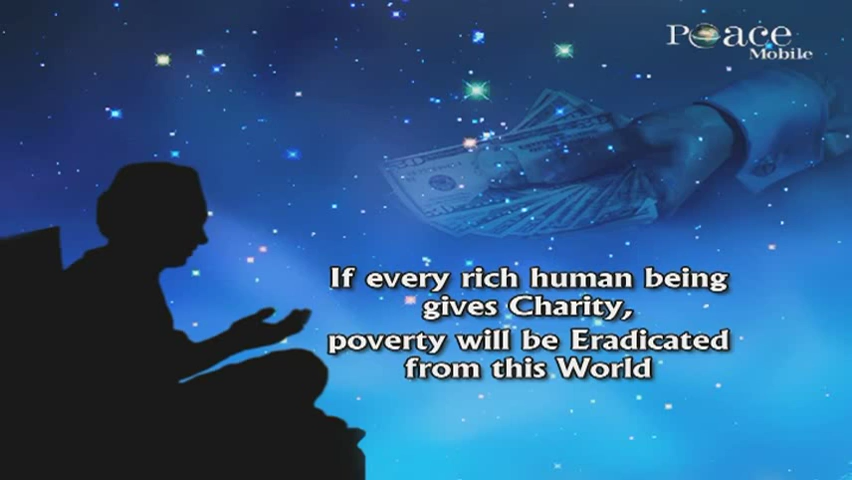 Peace
Mobile
If every rich human being
gives Charity,
poverty will be Eradicated
from this World